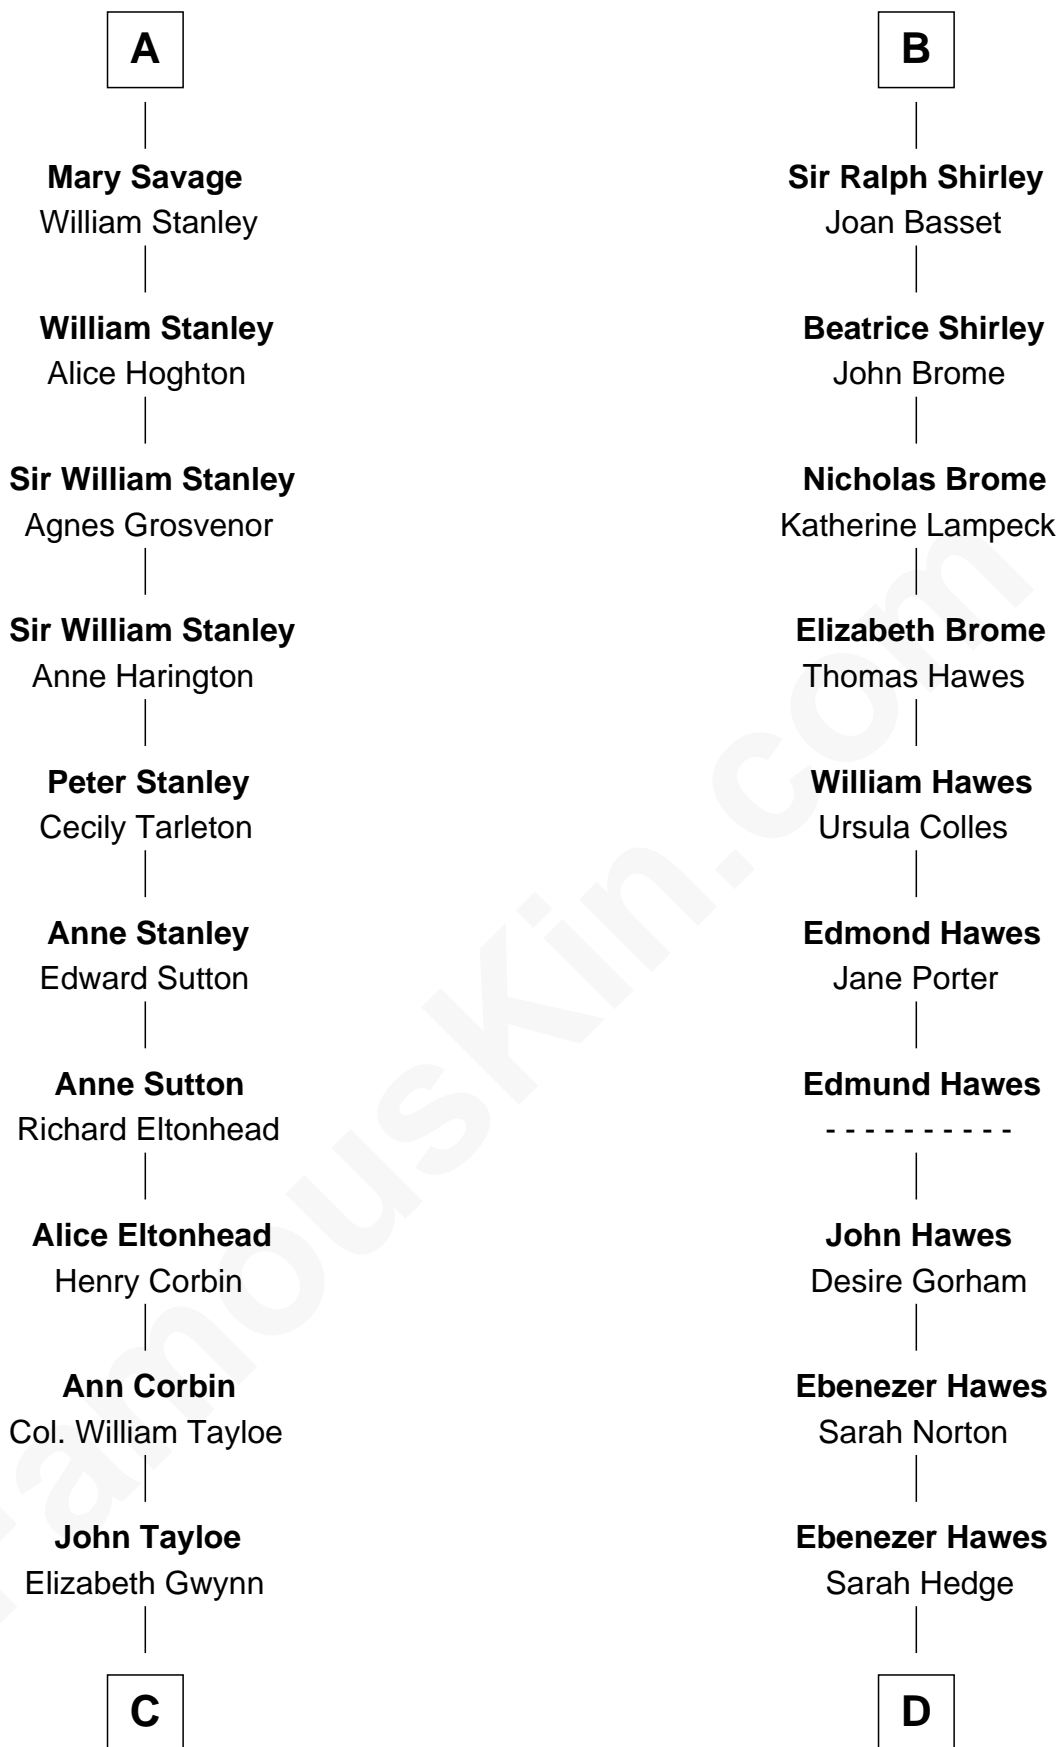 A
Mary Savage
William Stanley
William Stanley
Alice Hoghton
Sir William Stanley
Agnes Grosvenor
Sir William Stanley
Anne Harington
Peter Stanley
Cecily Tarleton
Anne Stanley
Edward Sutton
Anne Sutton
Richard Eltonhead
Alice Eltonhead
Henry Corbin
Ann Corbin
Col. William Tayloe
John Tayloe
Elizabeth Gwynn
C
B
Sir Ralph Shirley
Joan Basset
Beatrice Shirley
John Brome
Nicholas Brome
Katherine Lampeck
Elizabeth Brome
Thomas Hawes
William Hawes
Ursula Colles
Edmond Hawes
Jane Porter
Edmund Hawes
- - - - - - - - - -
John Hawes
Desire Gorham
Ebenezer Hawes
Sarah Norton
Ebenezer Hawes
Sarah Hedge
D
FamousKin.com